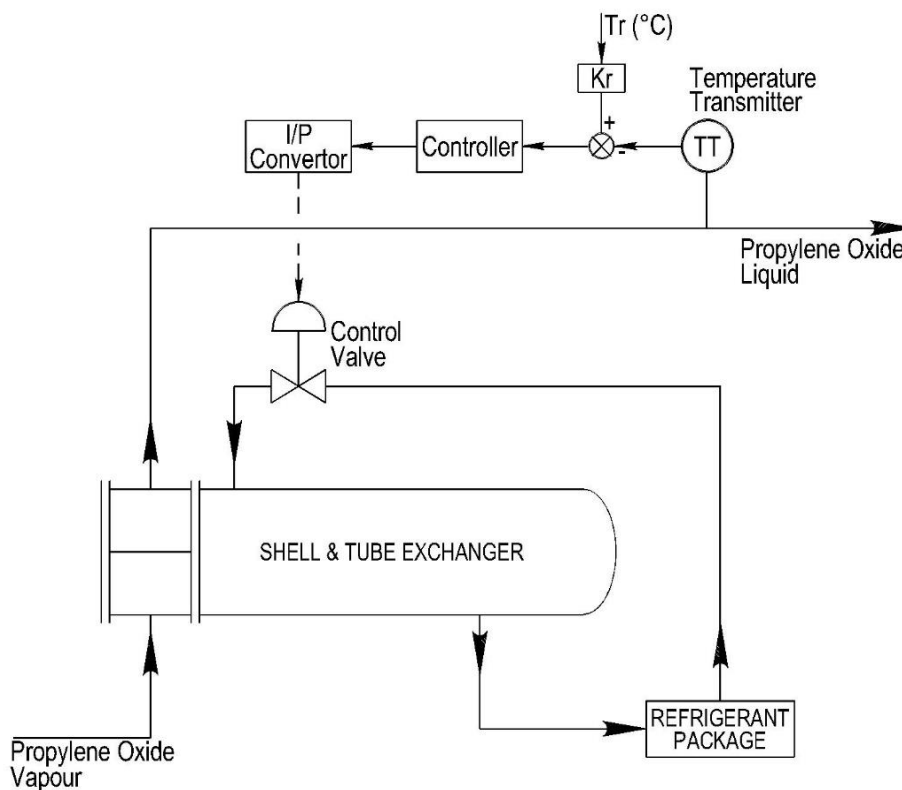 Tr (°C)
Kr
Temperature
Transmitter
+
-
TT
I/P
Convertor
Controller
Propylene Oxide
Liquid
Control
Valve
SHELL & TUBE EXCHANGER
REFRIGERANT
PACKAGE
Propylene Oxide
Vapour